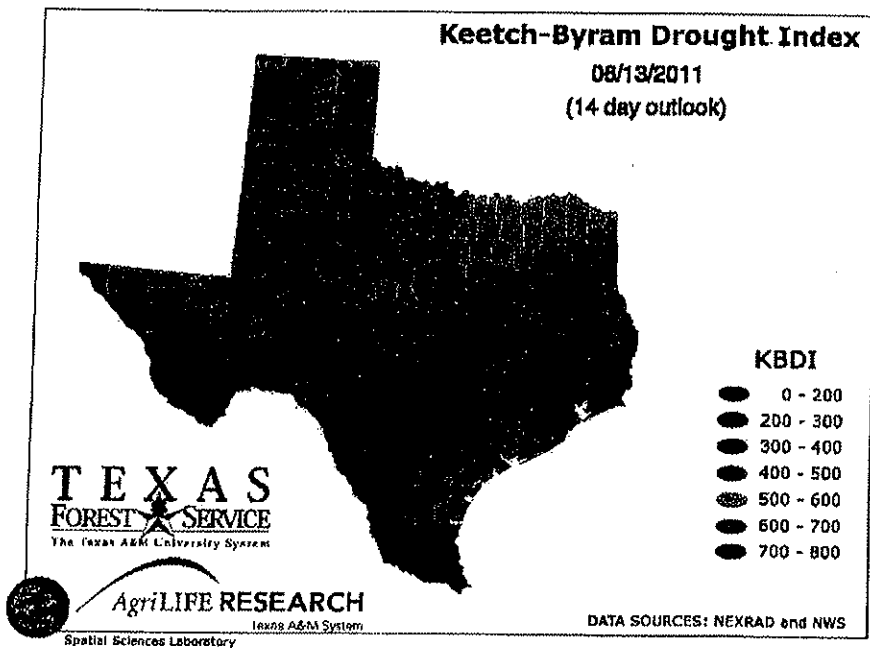 Keetch-Byram Drought Index
08/13/2011
(14 day outlook)
KBDI
0 - 200
200 - 300
300 - 400
400 - 500
500 - 600
600 - 700
700 - 800
TEXAS
FOREST SERVICE
The Texas A&M University System
AgriLIFE RESEARCH
Texas A&M System
Spatial Sciences Laboratory
DATA SOURCES: NEXRAD and NWS